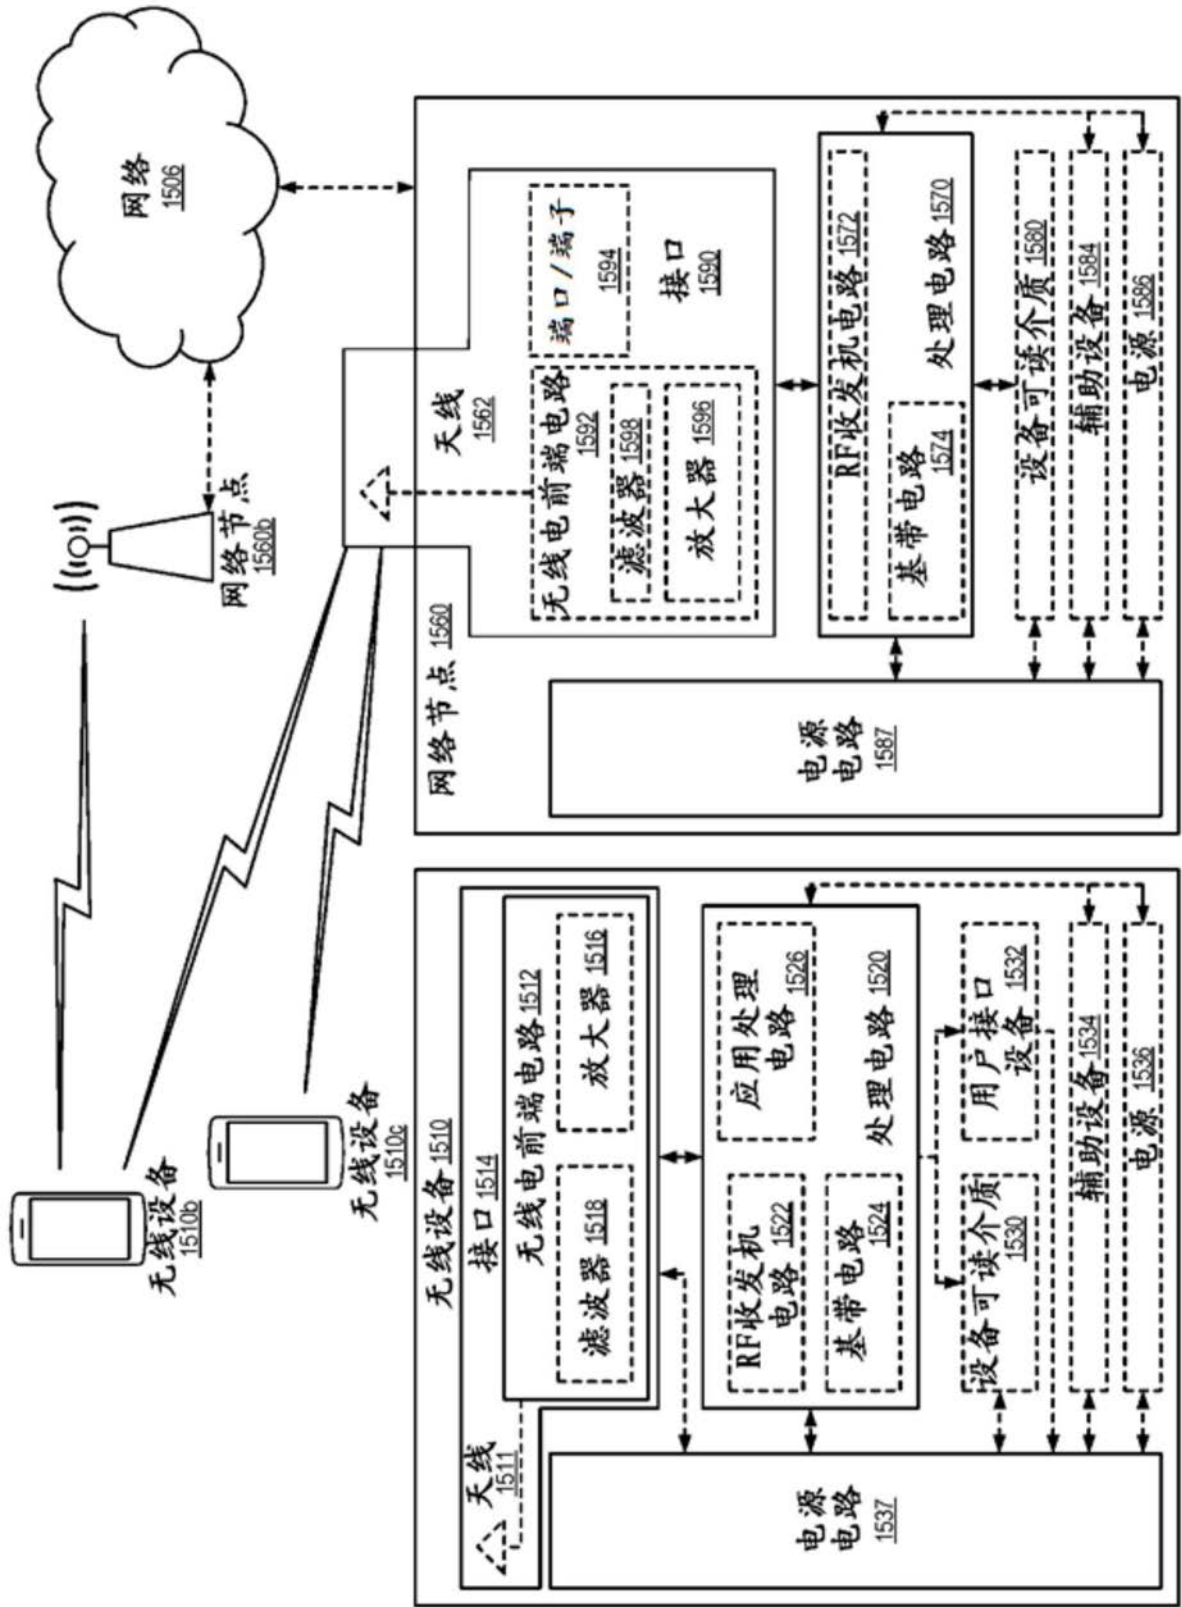 网络
1506
网络节点
1560b
无线设备
1510b
无线设备
1510c
无线设备 1510
天线
1511
接口 1514
无线电前端电路 1512
滤波器 1518
放大器 1516
RF收发机
电路 1522
应用处理
电路 1526
基带电路
1524
处理电路 1520
设备可读介质
1530
用户接口
设备 1532
辅助设备 1534
电源 1536
电源
电路
1537
网络节点 1560
天线
1562
无线电前端电路
1592
滤波器 1598
放大器 1596
端口/端子
1594
接口
1590
RF收发机电路 1572
基带电路
1574
处理电路 1570
设备可读介质 1580
辅助设备 1584
电源 1586
电源
电路
1587